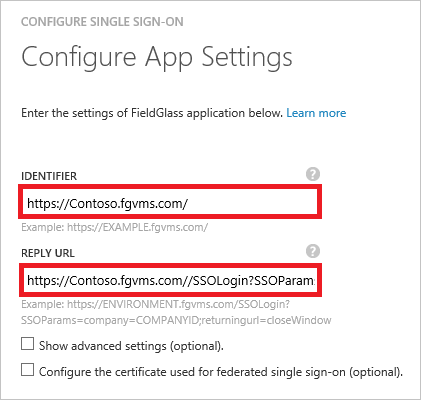 CONFIGURE SINGLE SIGN-ON
Configure App Settings
Enter the settings of FieldGlass application below. Learn more
IDENTIFIER ?
https://Contoso.fgvms.com/
Example: https://EXAMPLE.fgvms.com/
REPLY URL ?
https://Contoso.fgvms.com//SSOLogin?SSOParams
Example: https://ENVIRONMENT.fgvms.com/SSOLogin?
SSOParams=company=COMPANYID;returningurl=closeWindow
Show advanced settings (optional).
Configure the certificate used for federated single sign-on (optional).